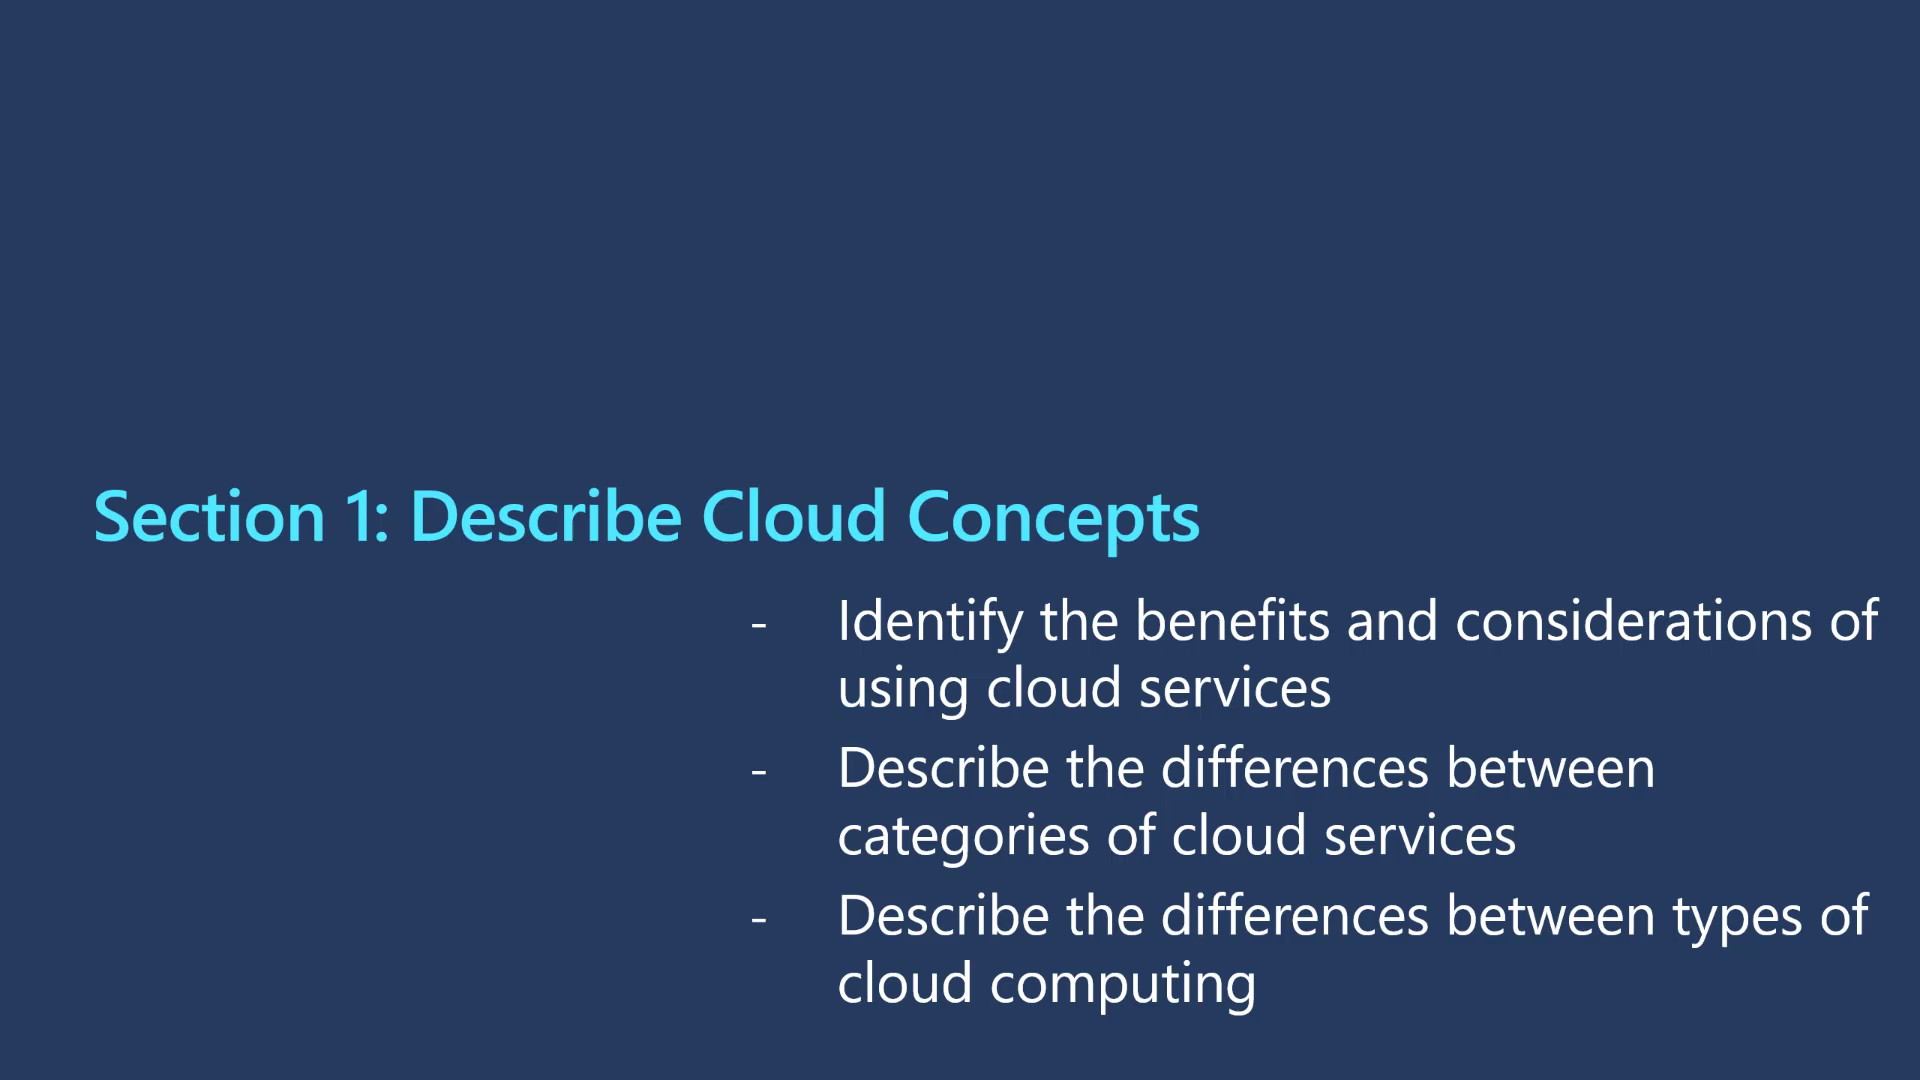 Section 1: Describe Cloud Concepts
- Identify the benefits and considerations of
using cloud services
- Describe the differences between
categories of cloud services
- Describe the differences between types of
cloud computing